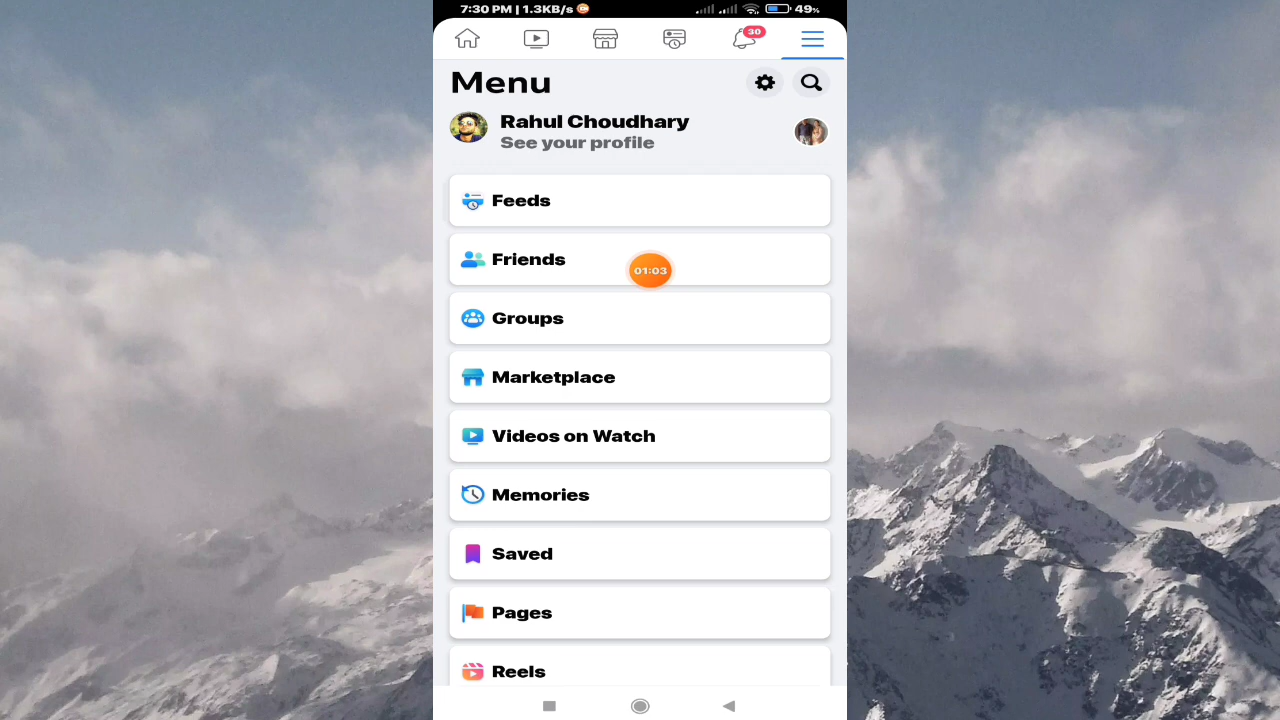 7:30 PM | 1.3KB/s 49%
30
Menu
Rahul Choudhary
See your profile
Feeds
Friends
01:03
Groups
Marketplace
Videos on Watch
Memories
Saved
Pages
Reels